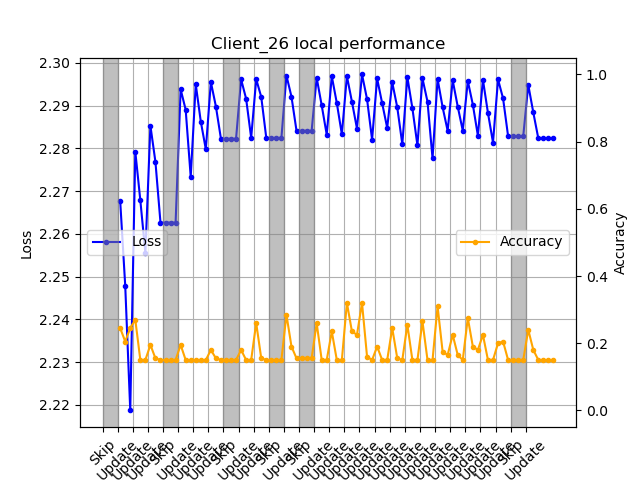 Client_26 local performance
2.30
2.29
2.28
2.27
2.26
2.25
2.24
2.23
2.22
Loss
1.0
0.8
0.6
0.4
0.2
0.0
Accuracy
Loss
Accuracy
Skip
Update
Update
Update
Skip
Update
Update
Update
Skip
Update
Update
Skip
Update
Skip
Update
Update
Update
Update
Update
Update
Update
Update
Update
Update
Update
Update
Update
Skip
Update